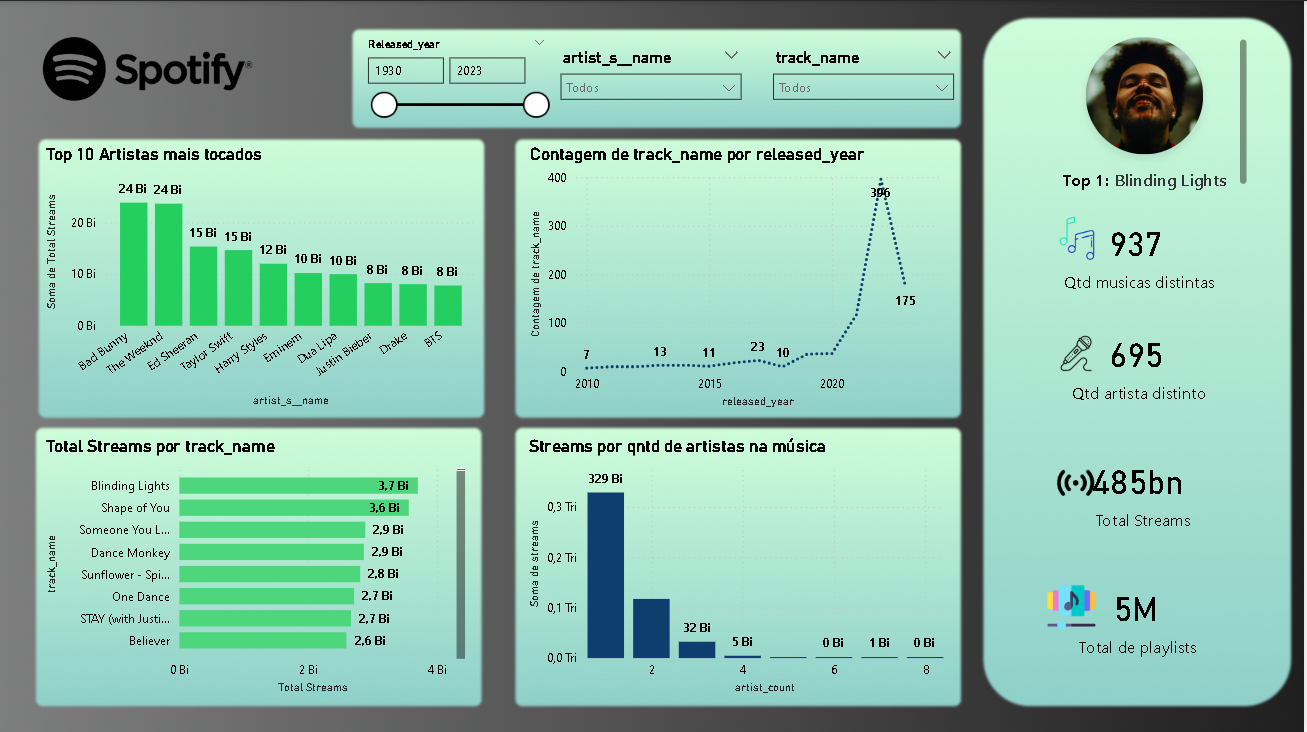 Spotify®
Released_year
1930
2023
artist_s__name
Todos
track_name
Todos
Top 10 Artistas mais tocados
Soma de Total Streams
20 Bi
10 Bi
0 Bi
24 Bi
24 Bi
15 Bi
15 Bi
12 Bi
10 Bi
10 Bi
8 Bi
8 Bi
8 Bi
Bad Bunny
The Weeknd
Ed Sheeran
Taylor Swift
Harry Styles
Eminem
Dua Lipa
Justin Bieber
Drake
BTS
artist_s__name
Contagem de track_name por released_year
Contagem de track_name
400
300
200
100
0
7
13
11
23
10
396
175
2010
2015
2020
released_year
Total Streams por track_name
track_name
Blinding Lights
3,7 Bi
Shape of You
3,6 Bi
Someone You L...
2,9 Bi
Dance Monkey
2,9 Bi
Sunflower - Spi...
2,8 Bi
One Dance
2,7 Bi
STAY (with Justi...
2,7 Bi
Believer
2,6 Bi
0 Bi
2 Bi
4 Bi
Total Streams
Streams por qntd de artistas na música
Soma de streams
0,3 Tri
0,2 Tri
0,1 Tri
0,0 Tri
329 Bi
32 Bi
5 Bi
0 Bi
1 Bi
0 Bi
2
4
6
8
artist_count
Top 1: Blinding Lights
937
Qtd musicas distintas
695
Qtd artista distinto
485bn
Total Streams
5M
Total de playlists